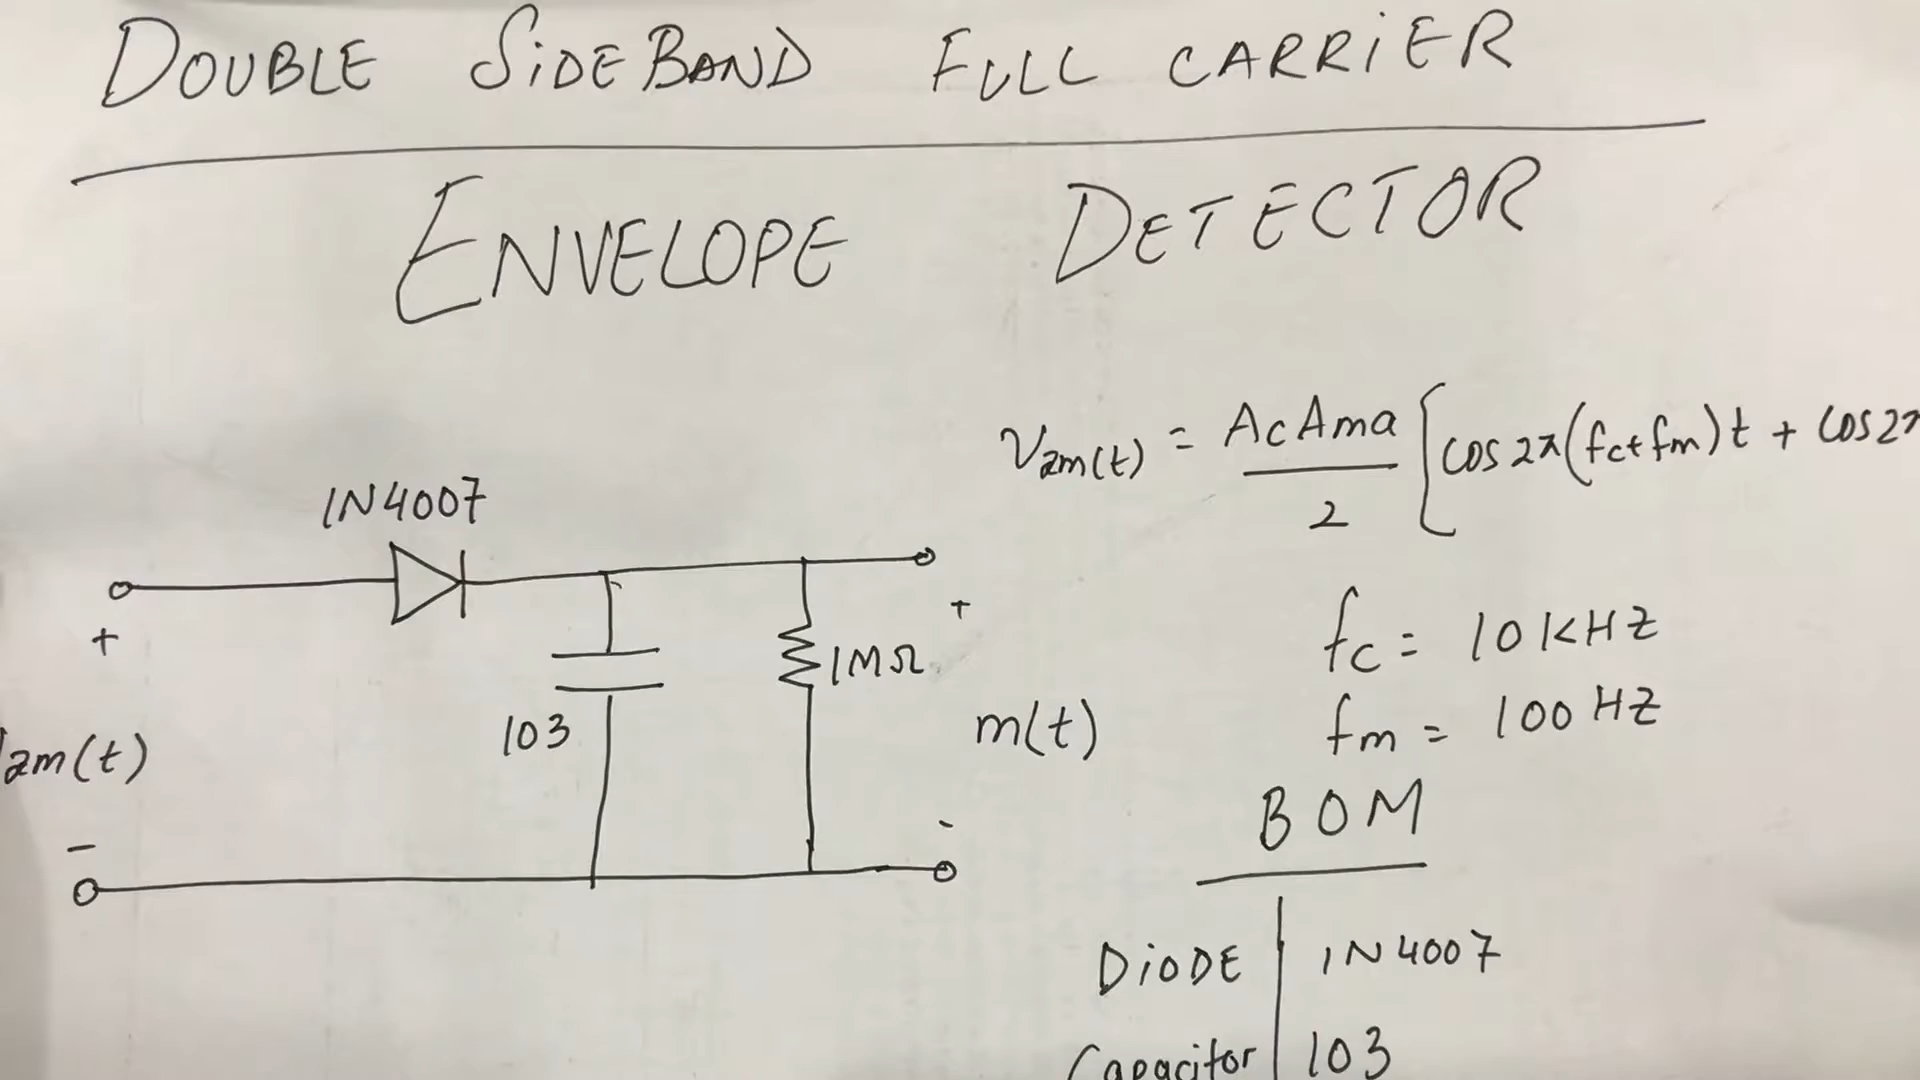 DOUBLE SIDEBAND FULL CARRIER
ENVELOPE DETECTOR
Vam(t) = AcAma / 2 [cos 2π(fc+fm)t + cos 2π
1N4007
fc = 10KHZ
+ +
1MΩ
fm = 100 HZ
103
m(t)
am(t)
BOM
- -
DIODE | 1N4007
Capacitor | 103